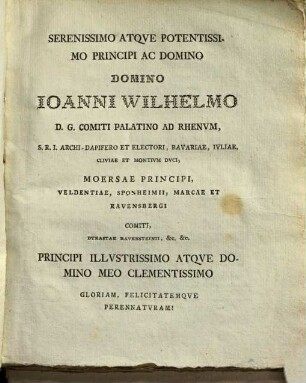 SERENISSIMO ATQVE POTENTISSI-
MO PRINCIPI AC DOMINO
DOMINO
IOANNI WILHELMO
D. G. COMITI PALATINO AD RHENVM,
S. R. I. ARCHI-DAPIFERO ET ELECTORI, BAVARIAE, IVLIAE,
CLIVIAE ET MONTIVM DVCI,
MOERSAE PRINCIPI,
VELDENTIAE, SPONHEIMII, MARCAE ET
RAVENSBERGI
COMITI,
DYNASTAE RAVENSTEINII, &c. &c.
PRINCIPI ILLVSTRISSIMO ATQVE DO-
MINO MEO CLEMENTISSIMO
GLORIAM, FELICITATEMQVE
PERENNATVRAM!